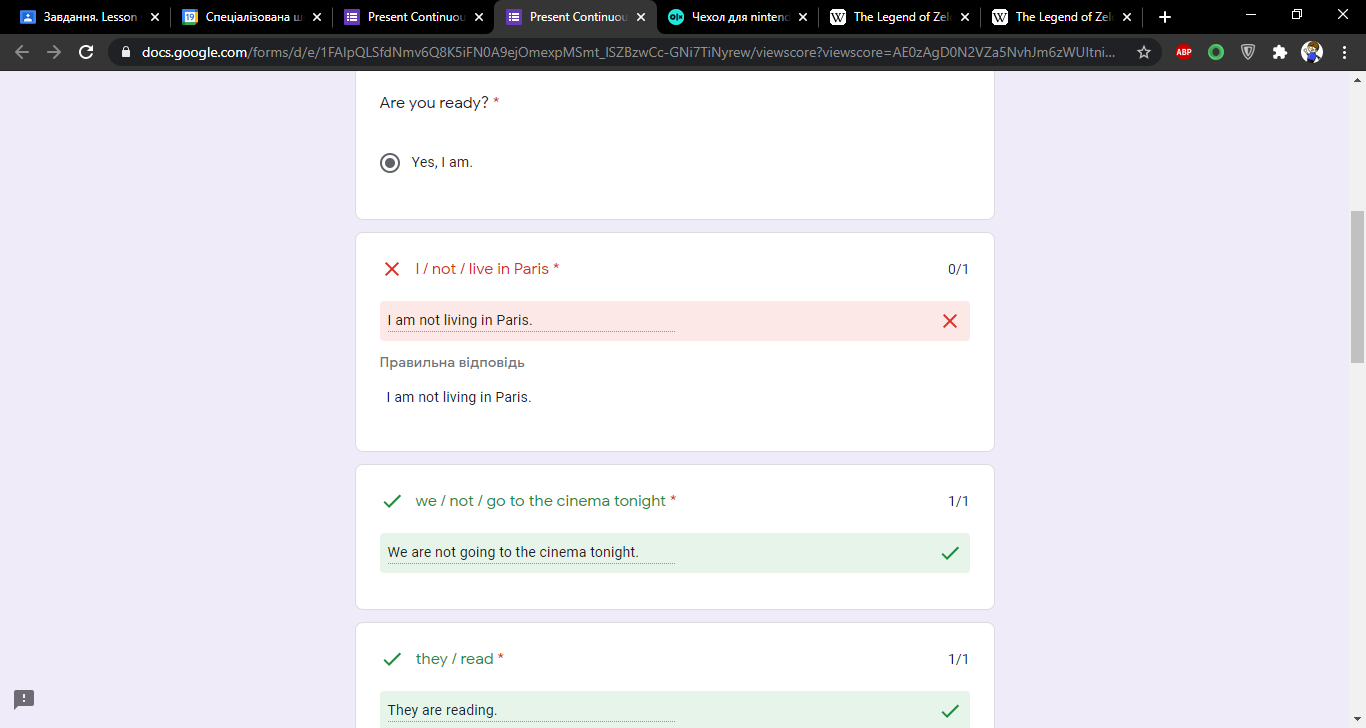 Завдання. Lesson
Спеціалізована ш
Present Continuou
Present Continuou
Чехол для nintend
The Legend of Zel
The Legend of Zel
docs.google.com/forms/d/e/1FAIpQLSfdNmv6Q8K5iFN0A9ejOmexpMSmt_lSZBzwCc-GNi7TiNyrew/viewscore?viewscore=AE0zAgD0N2VZa5NvhJm6zWUItni...
ABP
Are you ready? *
Yes, I am.
I / not / live in Paris *
0/1
I am not living in Paris.
Правильна відповідь
I am not living in Paris.
we / not / go to the cinema tonight *
1/1
We are not going to the cinema tonight.
they / read *
1/1
They are reading.